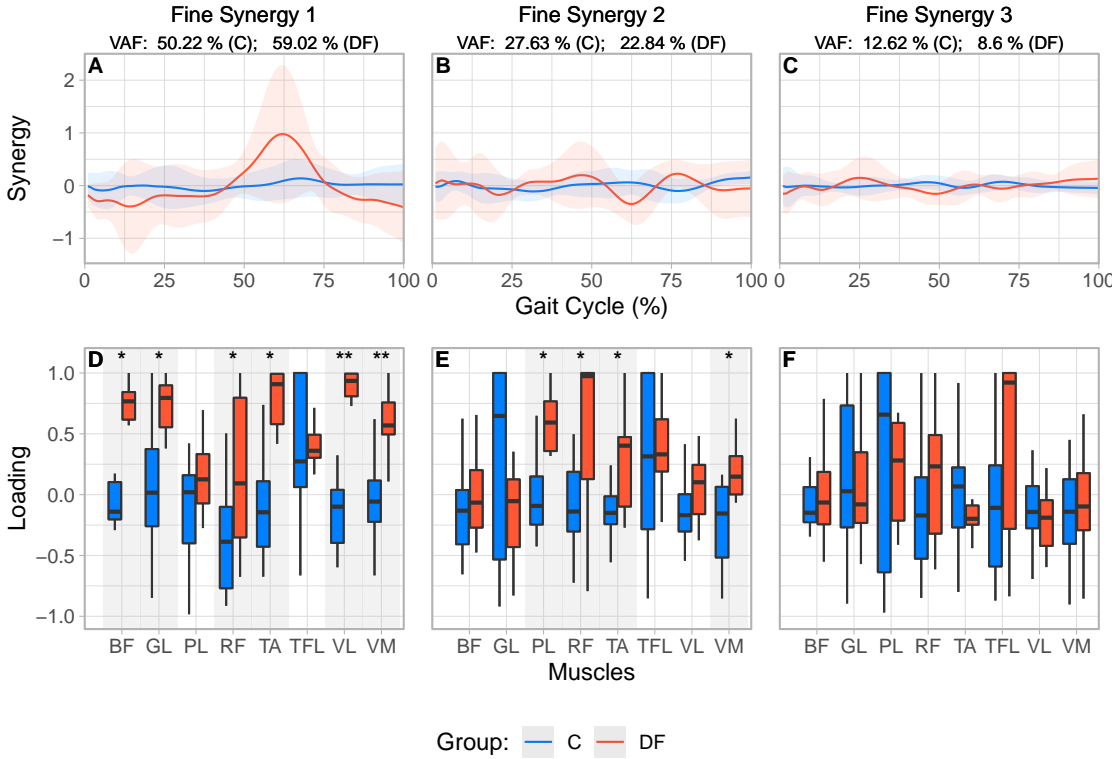 Fine Synergy 1 Fine Synergy 2 Fine Synergy 3
VAF: 50.22 % (C); 59.02 % (DF) VAF: 27.63 % (C); 22.84 % (DF) VAF: 12.62 % (C); 8.6 % (DF)
A B C
2
1
0
−1
Synergy
0 25 50 75 100 0 25 50 75 100 0 25 50 75 100
Gait Cycle (%)
D * * * * ** ** E * * * * F
1.0
0.5
0.0
−0.5
−1.0
Loading
BF GL PL RF TA TFL VL VM BF GL PL RF TA TFL VL VM BF GL PL RF TA TFL VL VM
Muscles
Group: C DF